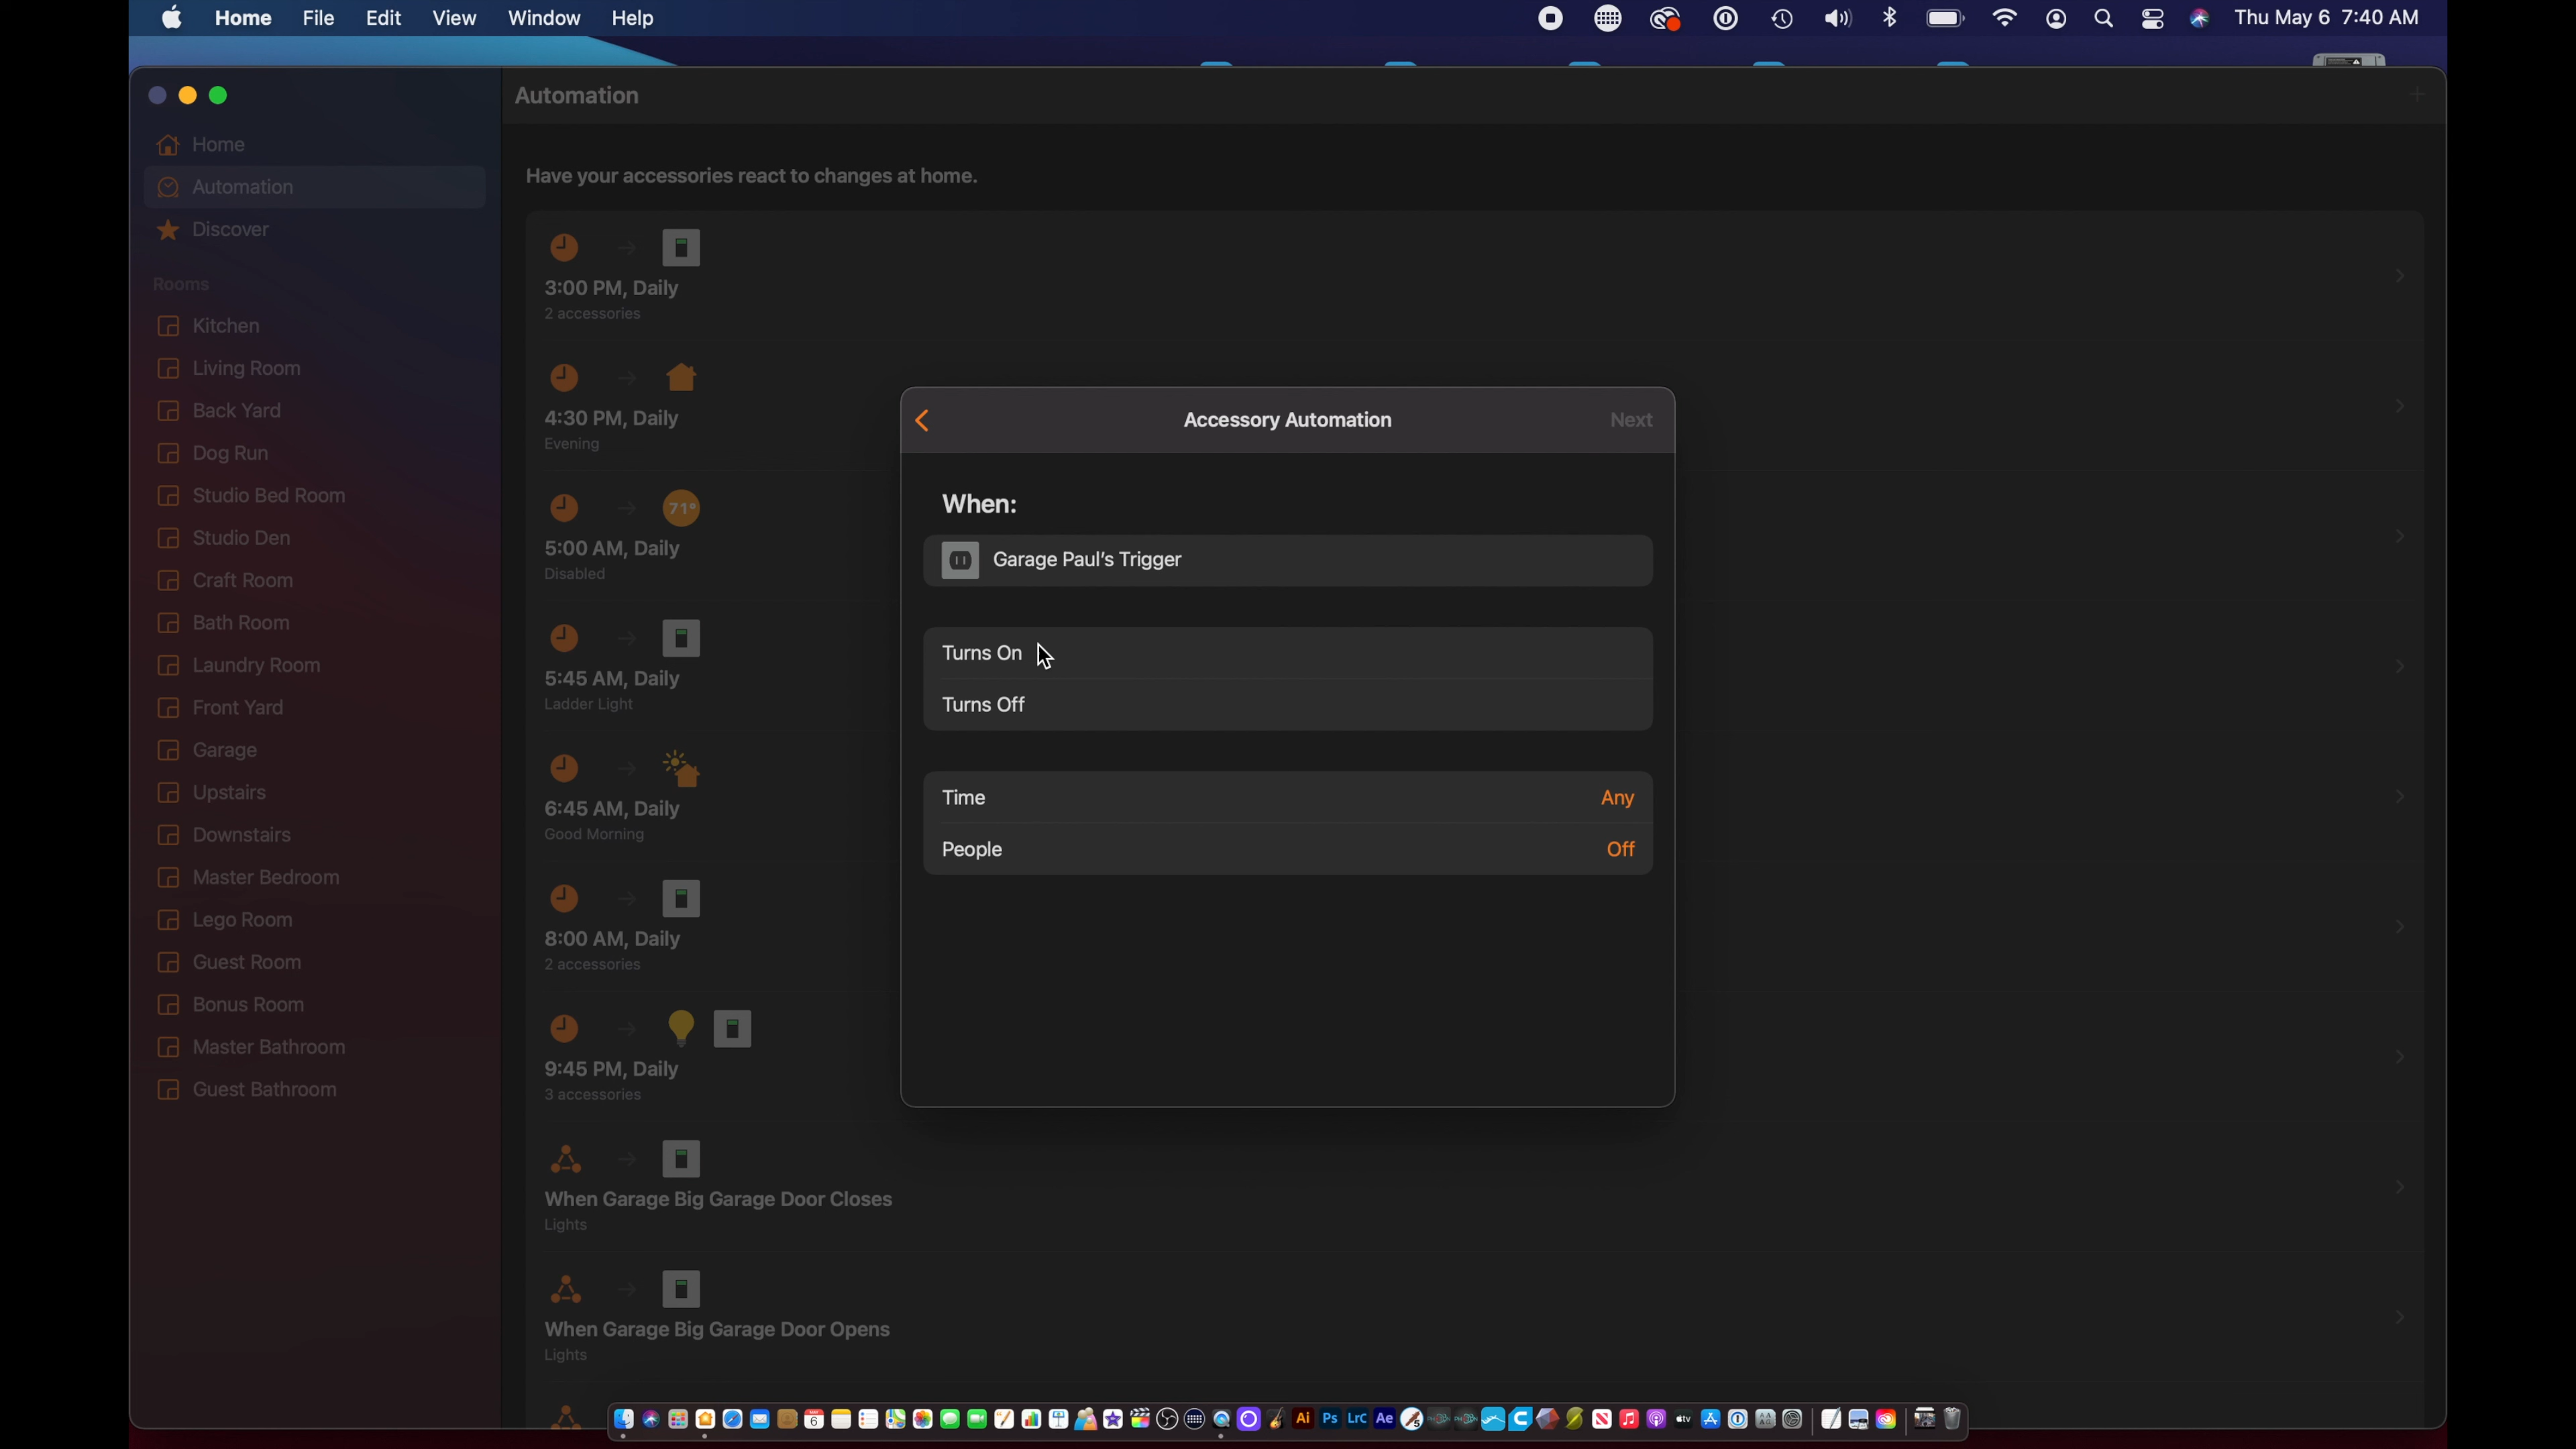 Home File Edit View Window Help Thu May 6 7:40 AM
Automation
Home
Automation
Discover
Rooms
Kitchen
Living Room
Back Yard
Dog Run
Studio Bed Room
Studio Den
Craft Room
Bath Room
Laundry Room
Front Yard
Garage
Upstairs
Downstairs
Master Bedroom
Lego Room
Guest Room
Bonus Room
Master Bathroom
Guest Bathroom
Have your accessories react to changes at home.
3:00 PM, Daily
2 accessories
4:30 PM, Daily
Evening
71°
5:00 AM, Daily
Disabled
5:45 AM, Daily
Ladder Light
6:45 AM, Daily
Good Morning
8:00 AM, Daily
2 accessories
9:45 PM, Daily
3 accessories
When Garage Big Garage Door Closes
Lights
When Garage Big Garage Door Opens
Lights
Accessory Automation Next
When:
Garage Paul's Trigger
Turns On
Turns Off
Time Any
People Off
6 Ai Ps LrC Ae tv